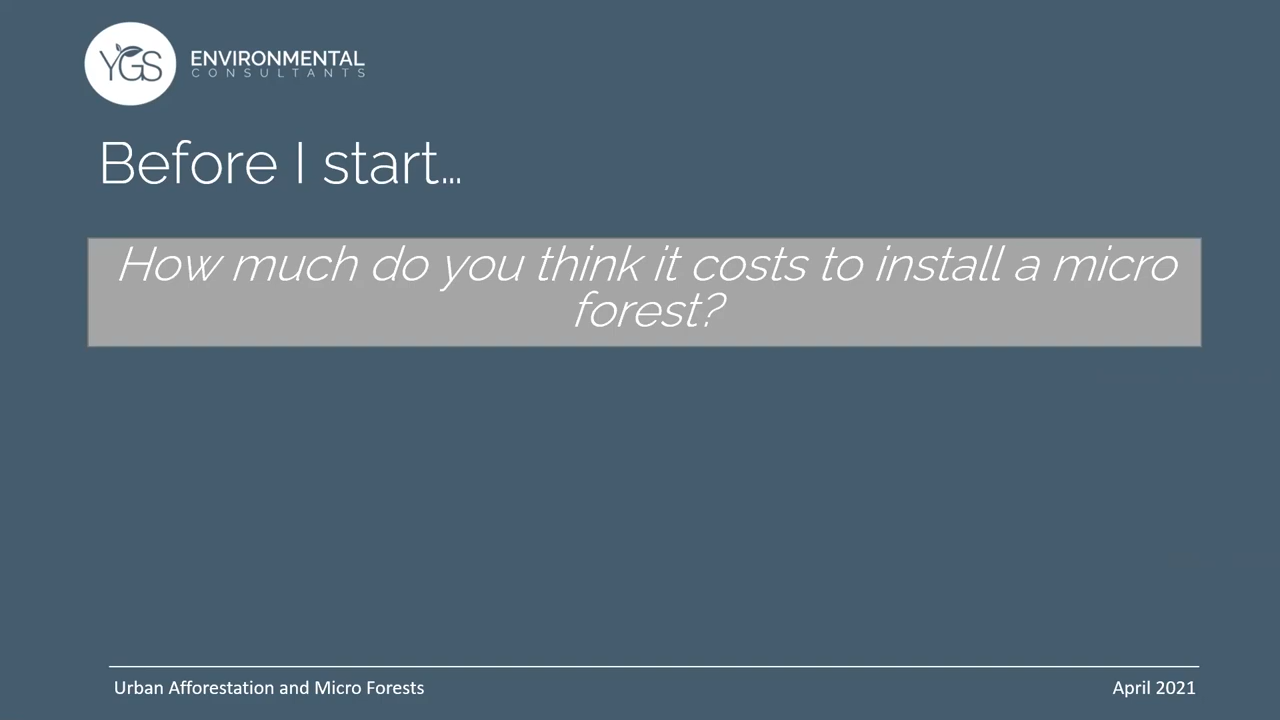 YGS
ENVIRONMENTAL
CONSULTANTS
Before I start...
How much do you think it costs to install a micro
forest?
Urban Afforestation and Micro Forests
April 2021